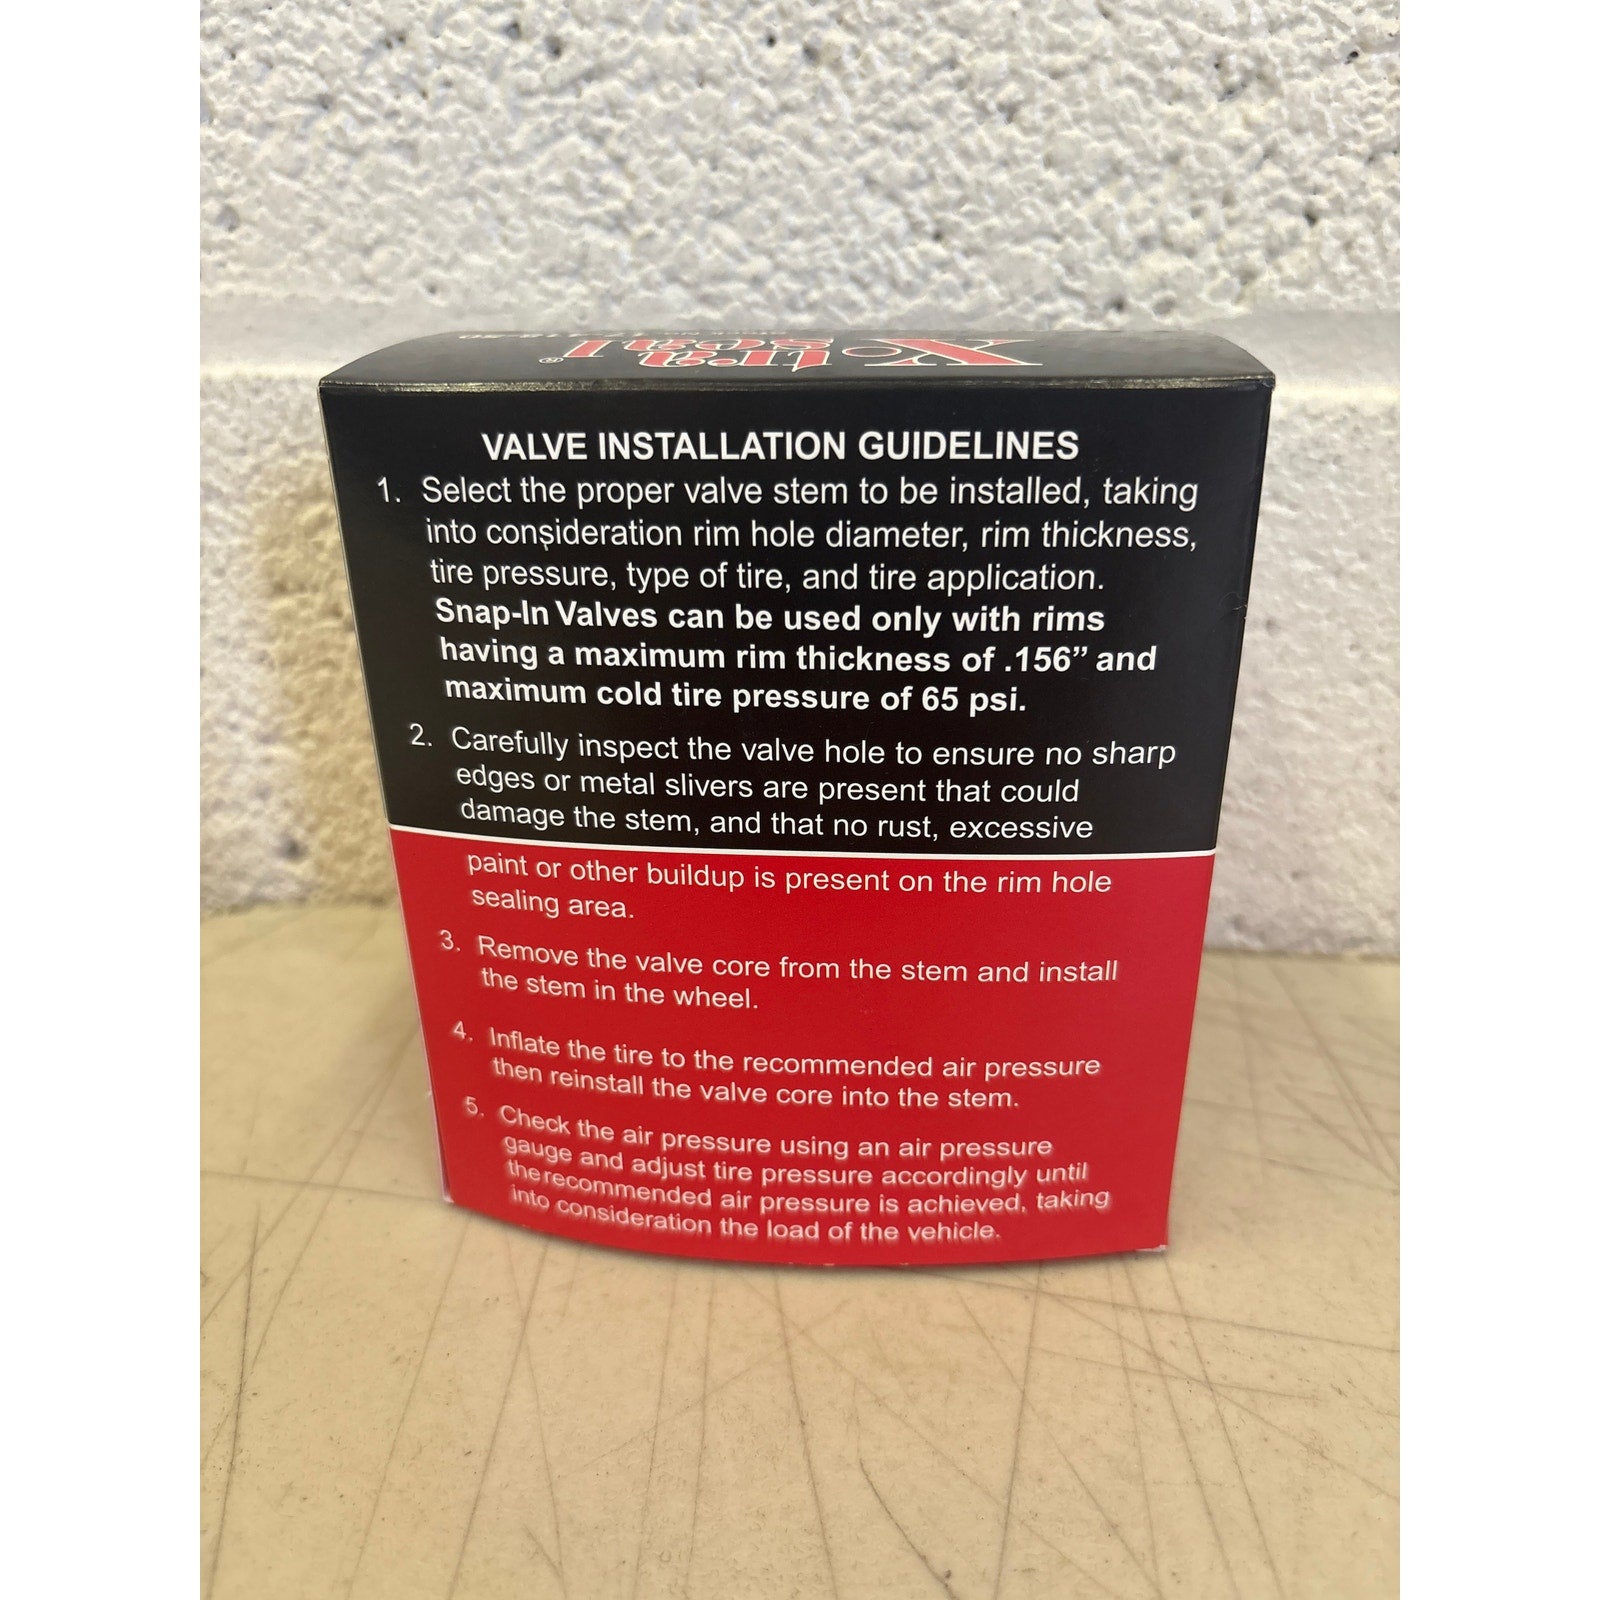 Xtra
seal®
VALVE INSTALLATION GUIDELINES
1. Select the proper valve stem to be installed, taking
into consideration rim hole diameter, rim thickness,
tire pressure, type of tire, and tire application.
Snap-In Valves can be used only with rims
having a maximum rim thickness of .156” and
maximum cold tire pressure of 65 psi.
2. Carefully inspect the valve hole to ensure no sharp
edges or metal slivers are present that could
damage the stem, and that no rust, excessive
paint or other buildup is present on the rim hole
sealing area.
3. Remove the valve core from the stem and install
the stem in the wheel.
4. Inflate the tire to the recommended air pressure
then reinstall the valve core into the stem.
5. Check the air pressure using an air pressure
gauge and adjust tire pressure accordingly until
the recommended air pressure is achieved, taking
into consideration the load of the vehicle.